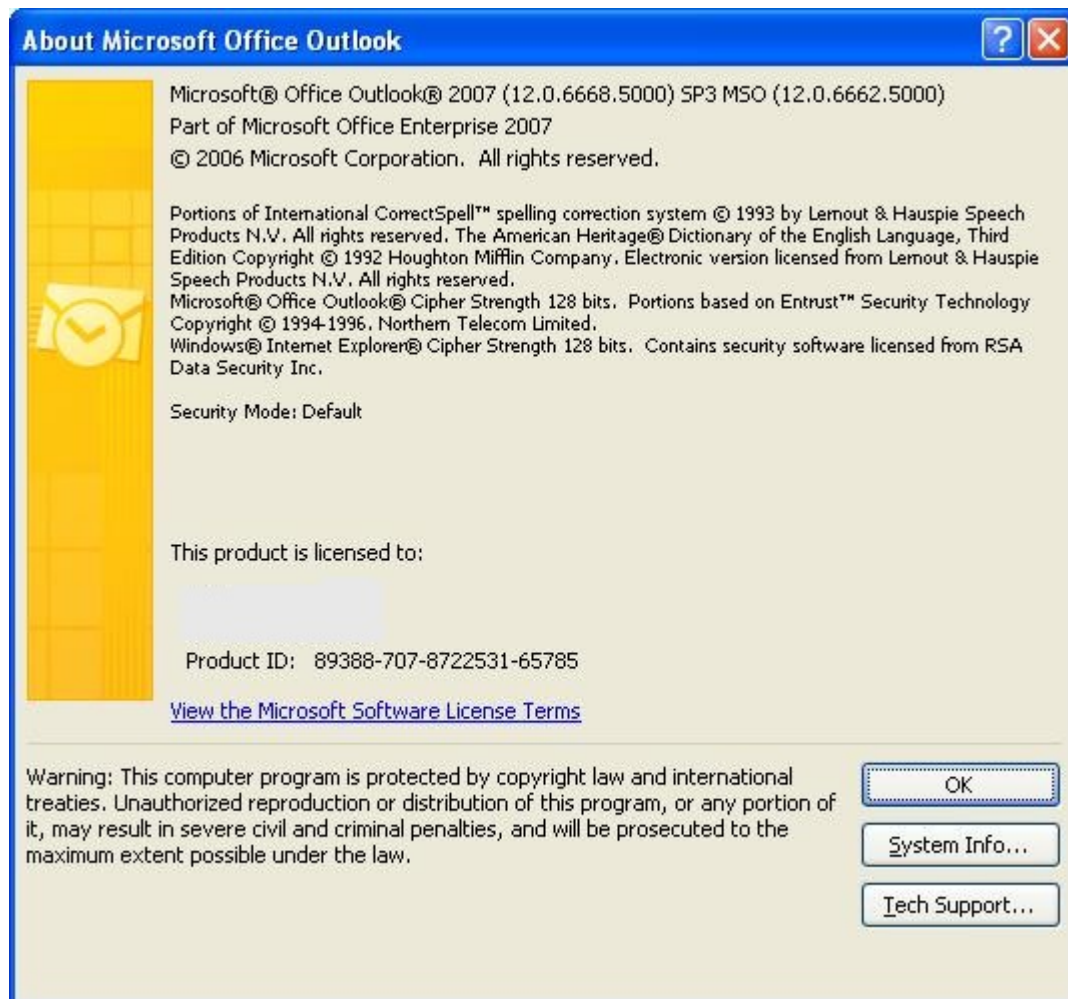 About Microsoft Office Outlook
Microsoft® Office Outlook® 2007 (12.0.6668.5000) SP3 MSO (12.0.6662.5000)
Part of Microsoft Office Enterprise 2007
© 2006 Microsoft Corporation.  All rights reserved.
Portions of International CorrectSpell™ spelling correction system © 1993 by Lernout & Hauspie Speech
Products N.V. All rights reserved. The American Heritage® Dictionary of the English Language, Third
Edition Copyright © 1992 Houghton Mifflin Company. Electronic version licensed from Lernout & Hauspie
Speech Products N.V. All rights reserved.
Microsoft® Office Outlook® Cipher Strength 128 bits.  Portions based on Entrust™ Security Technology
Copyright © 1994-1996. Northern Telecom Limited.
Windows® Internet Explorer® Cipher Strength 128 bits.  Contains security software licensed from RSA
Data Security Inc.
Security Mode: Default
This product is licensed to:
Product ID:   89388-707-8722531-65785
View the Microsoft Software License Terms
Warning: This computer program is protected by copyright law and international
treaties. Unauthorized reproduction or distribution of this program, or any portion of
it, may result in severe civil and criminal penalties, and will be prosecuted to the
maximum extent possible under the law.
OK
System Info...
Tech Support...